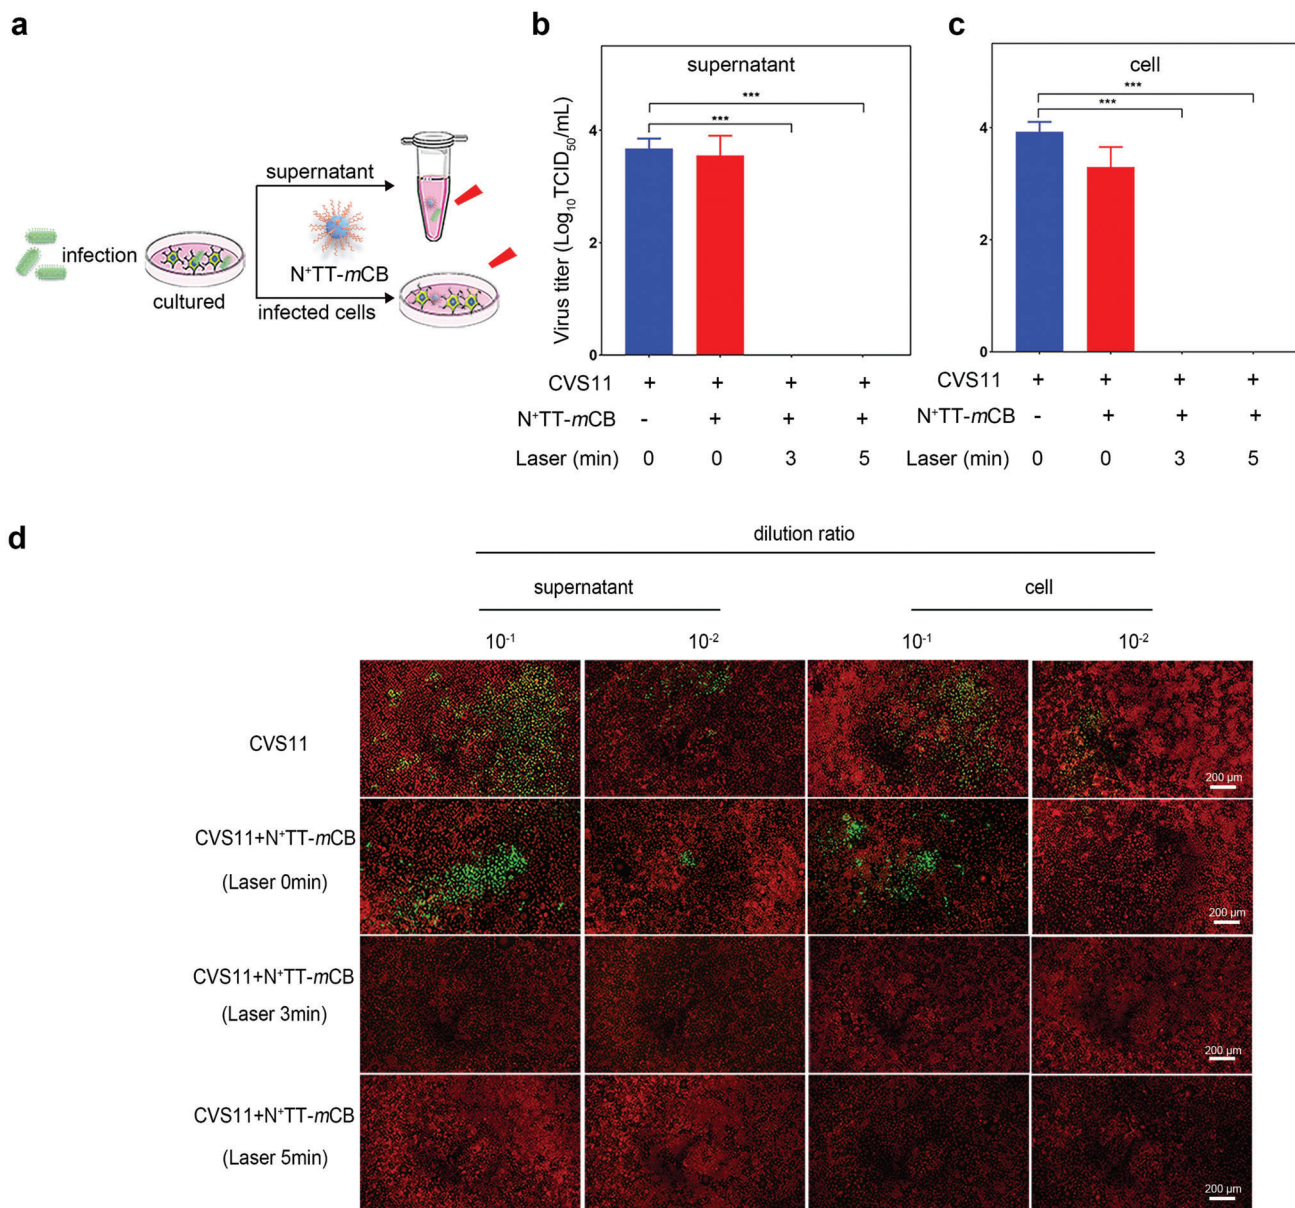 a
infection
cultured
supernatant
N⁺TT-mCB
infected cells
b
supernatant
***
***
Virus titer (Log₁₀TCID₅₀/mL)
4
2
0
CVS11 + + + +
N⁺TT-mCB - + + +
Laser (min) 0 0 3 5
c
cell
***
***
4
2
0
CVS11 + + + +
N⁺TT-mCB - + + +
Laser (min) 0 0 3 5
d
dilution ratio
supernatant cell
10⁻¹ 10⁻² 10⁻¹ 10⁻²
CVS11
200 µm
CVS11+N⁺TT-mCB
(Laser 0min)
200 µm
CVS11+N⁺TT-mCB
(Laser 3min)
200 µm
CVS11+N⁺TT-mCB
(Laser 5min)
200 µm